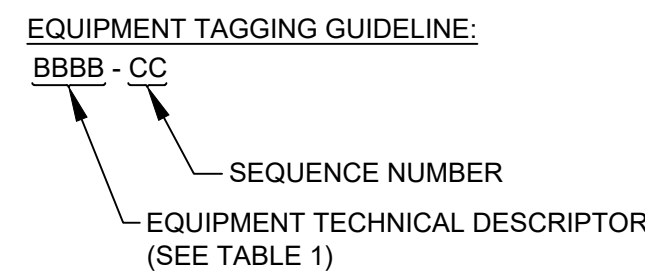 EQUIPMENT TAGGING GUIDELINE:
BBBB - CC
SEQUENCE NUMBER
EQUIPMENT TECHNICAL DESCRIPTOR
(SEE TABLE 1)